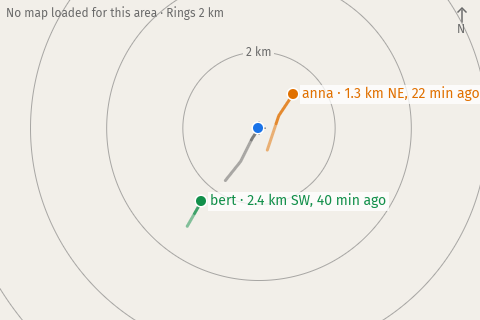 No map loaded for this area · Rings 2 km
N
2 km
anna · 1.3 km NE, 22 min ago
bert · 2.4 km SW, 40 min ago